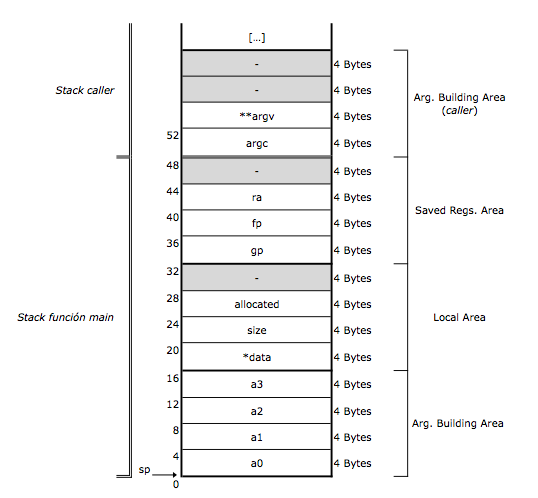 [...]
- 4 Bytes
Stack caller - 4 Bytes
**argv 4 Bytes Arg. Building Area
(caller)
52 argc 4 Bytes
48 - 4 Bytes
44 ra 4 Bytes Saved Regs. Area
40 fp 4 Bytes
36 gp 4 Bytes
32 - 4 Bytes
28 allocated 4 Bytes
Stack función main 24 size 4 Bytes Local Area
20 *data 4 Bytes
16 a3 4 Bytes
12 a2 4 Bytes
8 a1 4 Bytes Arg. Building Area
4 a0 4 Bytes
sp
0